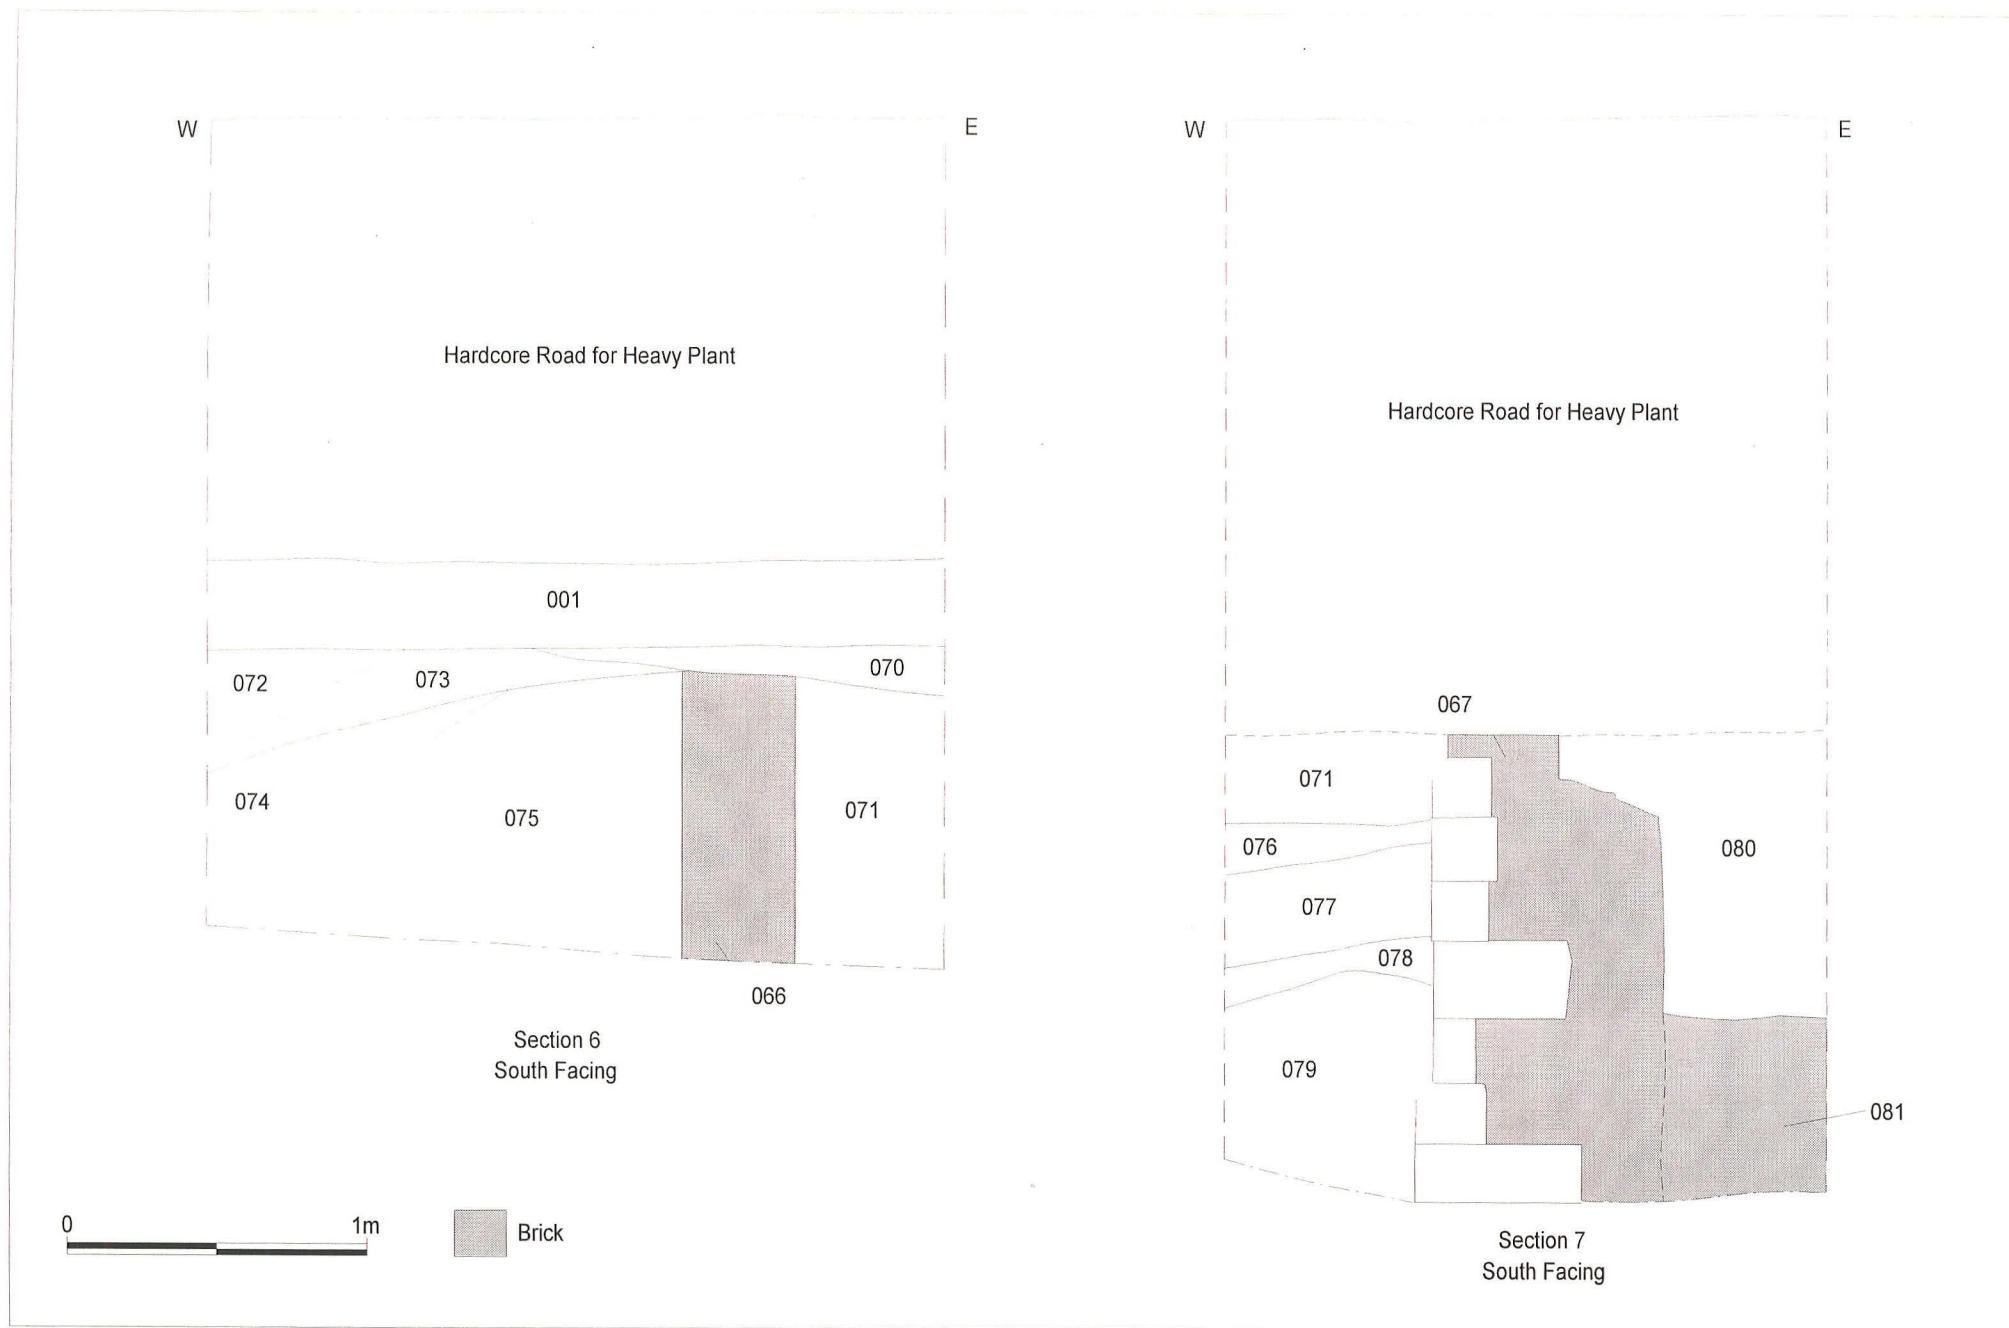 W
E
Hardcore Road for Heavy Plant
001
072
073
070
074
075
071
066
Section 6
South Facing
0
1m
Brick
W
E
Hardcore Road for Heavy Plant
067
071
076
080
077
078
079
081
Section 7
South Facing